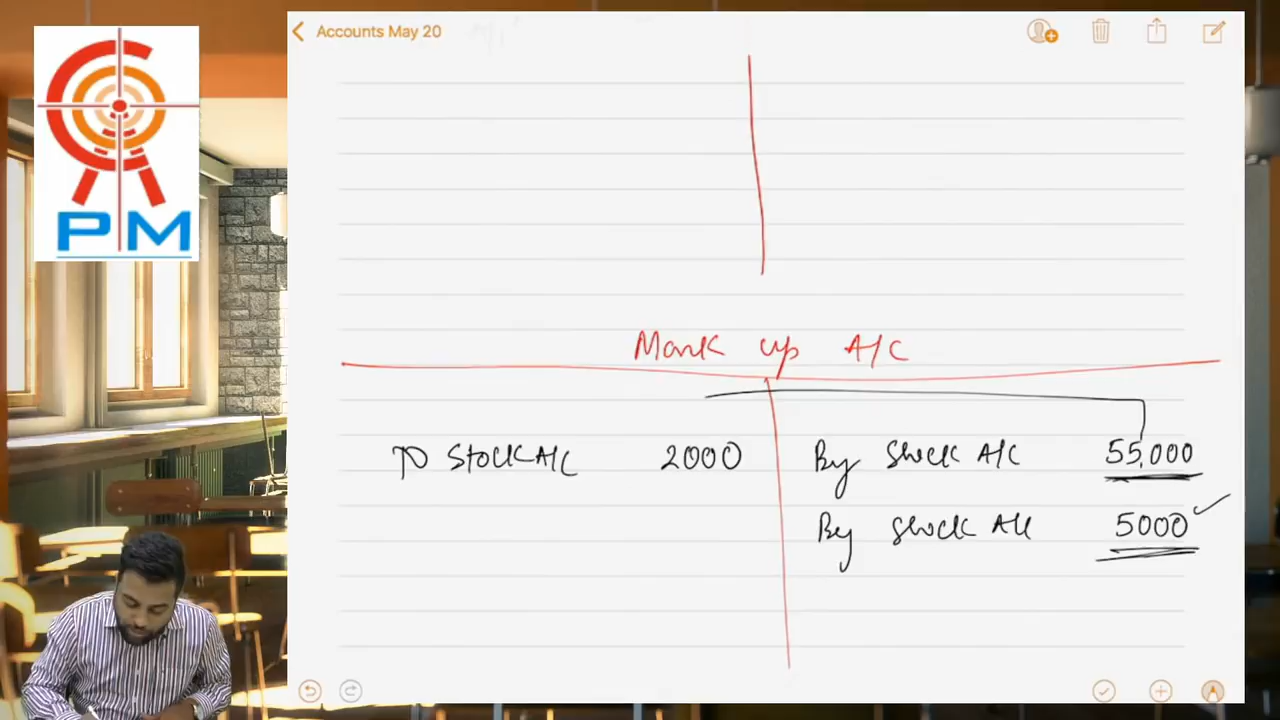 Accounts May 20
PM
Mark up A/C
To Stock A/C 2000 By Stock A/C 55,000
By Stock A/c 5000